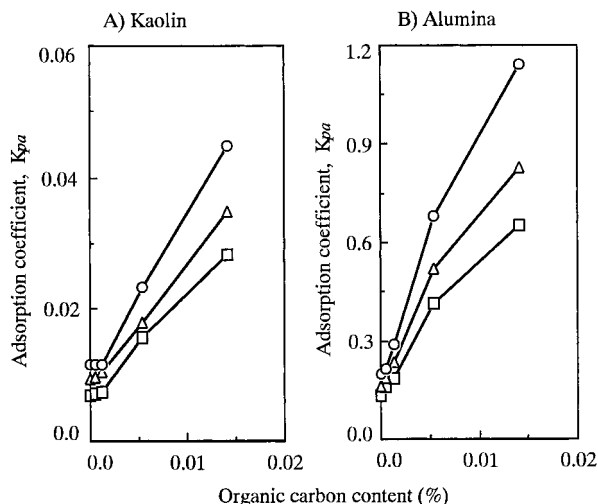 A) Kaolin
B) Alumina
Adsorption coefficient, Kpa
0.06
0.04
0.02
0.0
0.0 0.01 0.02
Adsorption coefficient, Kpa
1.2
0.9
0.6
0.3
0.0
0.0 0.01 0.02
Organic carbon content (%)